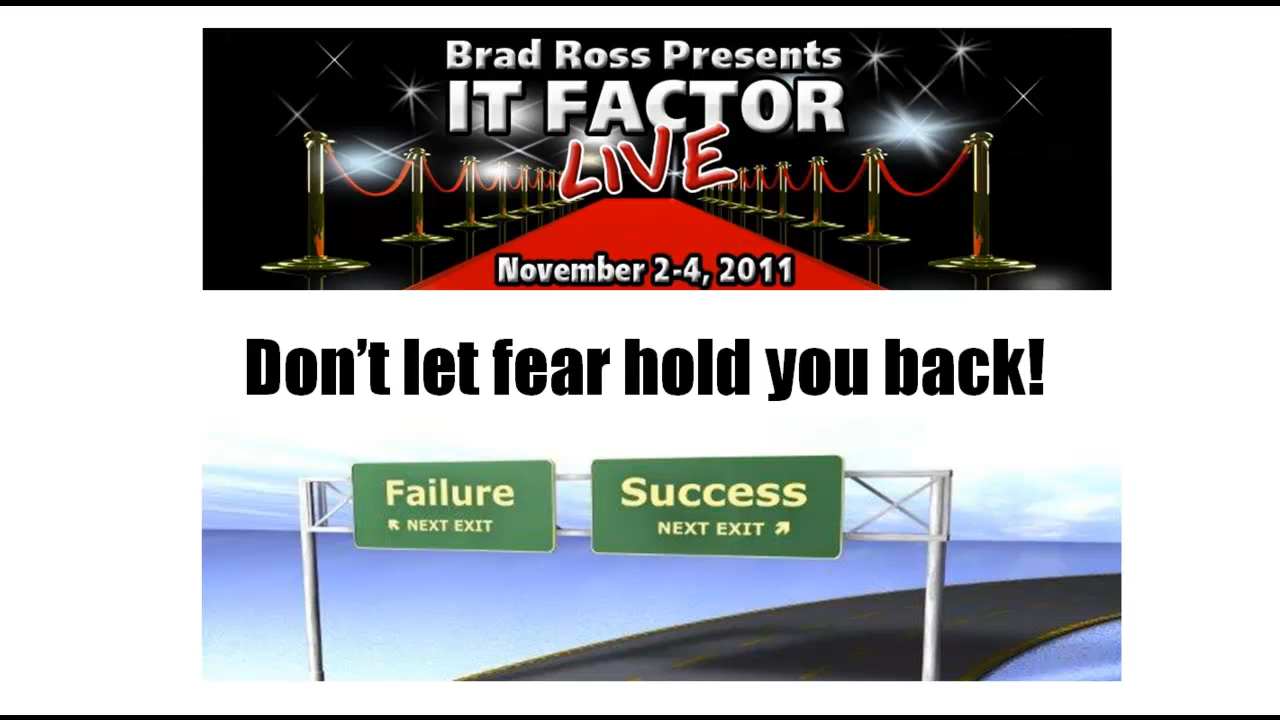 Brad Ross Presents
IT FACTOR
LIVE
November 2-4, 2011
Don't let fear hold you back!
Failure
↖ NEXT EXIT
Success
NEXT EXIT ↗